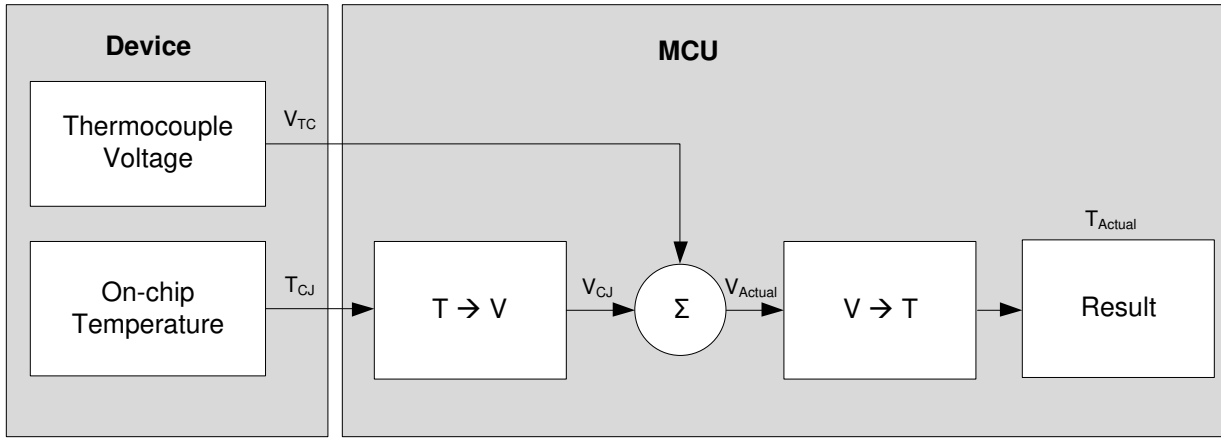 Device
MCU
Thermocouple
Voltage
V_TC
T_Actual
On-chip
Temperature
T_CJ
T → V
V_CJ
Σ
V_Actual
V → T
Result